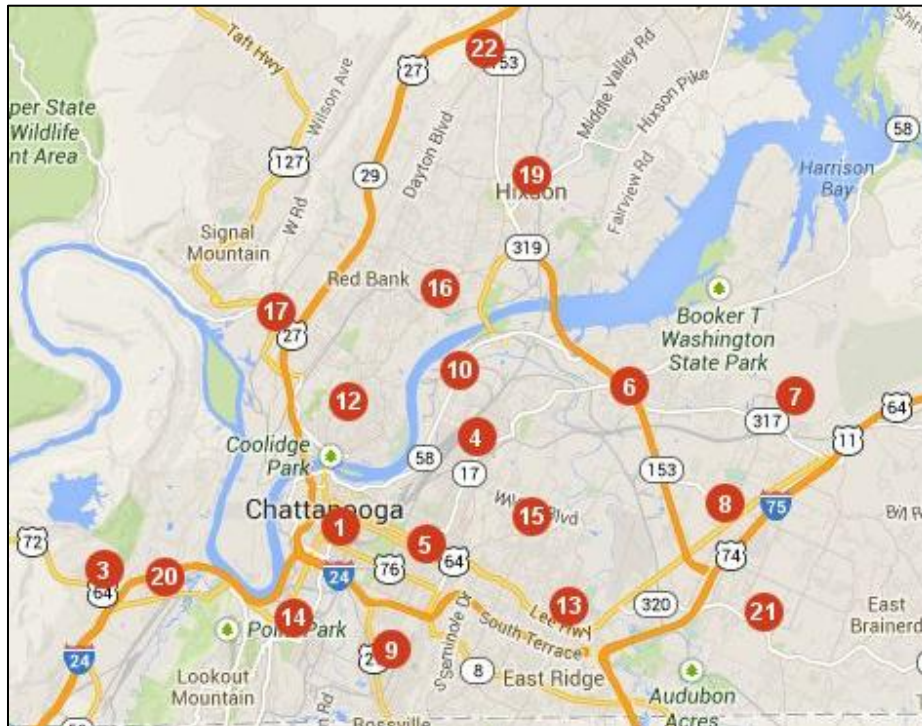 Taft Hwy
Wilson Ave
27
22
153
Middle Valley Rd
Hixson Pike
58
per State
Wildlife
nt Area
127
Dayton Blvd
29
19
Hixson
Fairview Rd
Harrison
Bay
W Rd
Signal
Mountain
319
Red Bank
16
17
27
Booker T
Washington
State Park
10
12
6
7
64
317
11
Coolidge
Park
4
58
17
153
Chattanooga
1
15
Blvd
8
75
72
5
64
76
24
74
3
64
20
13
Lee Hwy
320
21
East
Brainerd
14
Park
South Terrace
S Seminole Dr
9
8
24
Lookout
Mountain
East Ridge
Audubon
Acres
Rossville